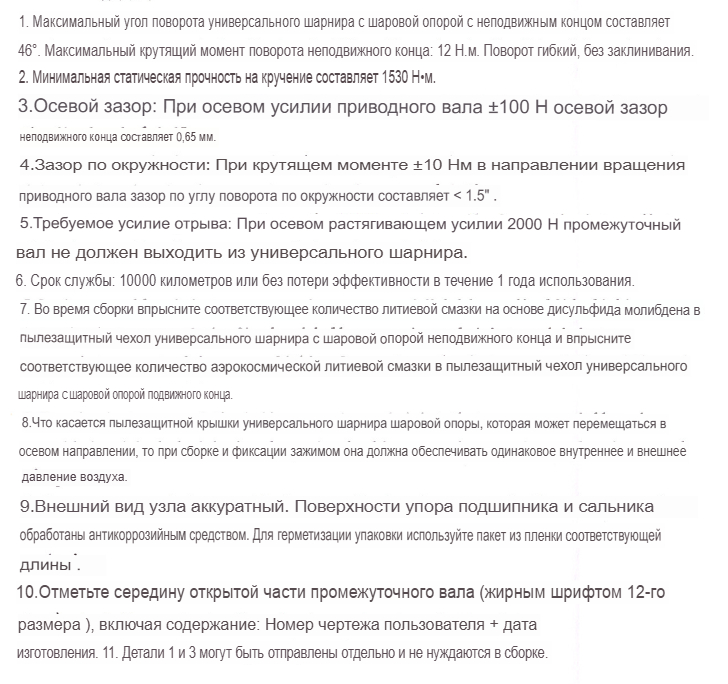 1. Максимальный угол поворота универсального шарнира с шаровой опорой с неподвижным концом составляет
46°. Максимальный крутящий момент поворота неподвижного конца: 12 Н.м. Поворот гибкий, без заклинивания.
2. Минимальная статическая прочность на кручение составляет 1530 Н•м.
3.Осевой зазор: При осевом усилии приводного вала ±100 Н осевой зазор
неподвижного конца составляет 0,65 мм.
4.Зазор по окружности: При крутящем моменте ±10 Нм в направлении вращения
приводного вала зазор по углу поворота по окружности составляет < 1.5" .
5.Требуемое усилие отрыва: При осевом растягивающем усилии 2000 Н промежуточный
вал не должен выходить из универсального шарнира.
6. Срок службы: 10000 километров или без потери эффективности в течение 1 года использования.
7. Во время сборки впрысните соответствующее количество литиевой смазки на основе дисульфида молибдена в
пылезащитный чехол универсального шарнира с шаровой опорой неподвижного конца и впрысните
соответствующее количество аэрокосмической литиевой смазки в пылезащитный чехол универсального
шарнира с шаровой опорой подвижного конца.
8.Что касается пылезащитной крышки универсального шарнира шаровой опоры, которая может перемещаться в
осевом направлении, то при сборке и фиксации зажимом она должна обеспечивать одинаковое внутреннее и внешнее
давление воздуха.
9.Внешний вид узла аккуратный. Поверхности упора подшипника и сальника
обработаны антикоррозийным средством. Для герметизации упаковки используйте пакет из пленки соответствующей
длины .
10.Отметьте середину открытой части промежуточного вала (жирным шрифтом 12-го
размера ), включая содержание: Номер чертежа пользователя + дата
изготовления. 11. Детали 1 и 3 могут быть отправлены отдельно и не нуждаются в сборке.